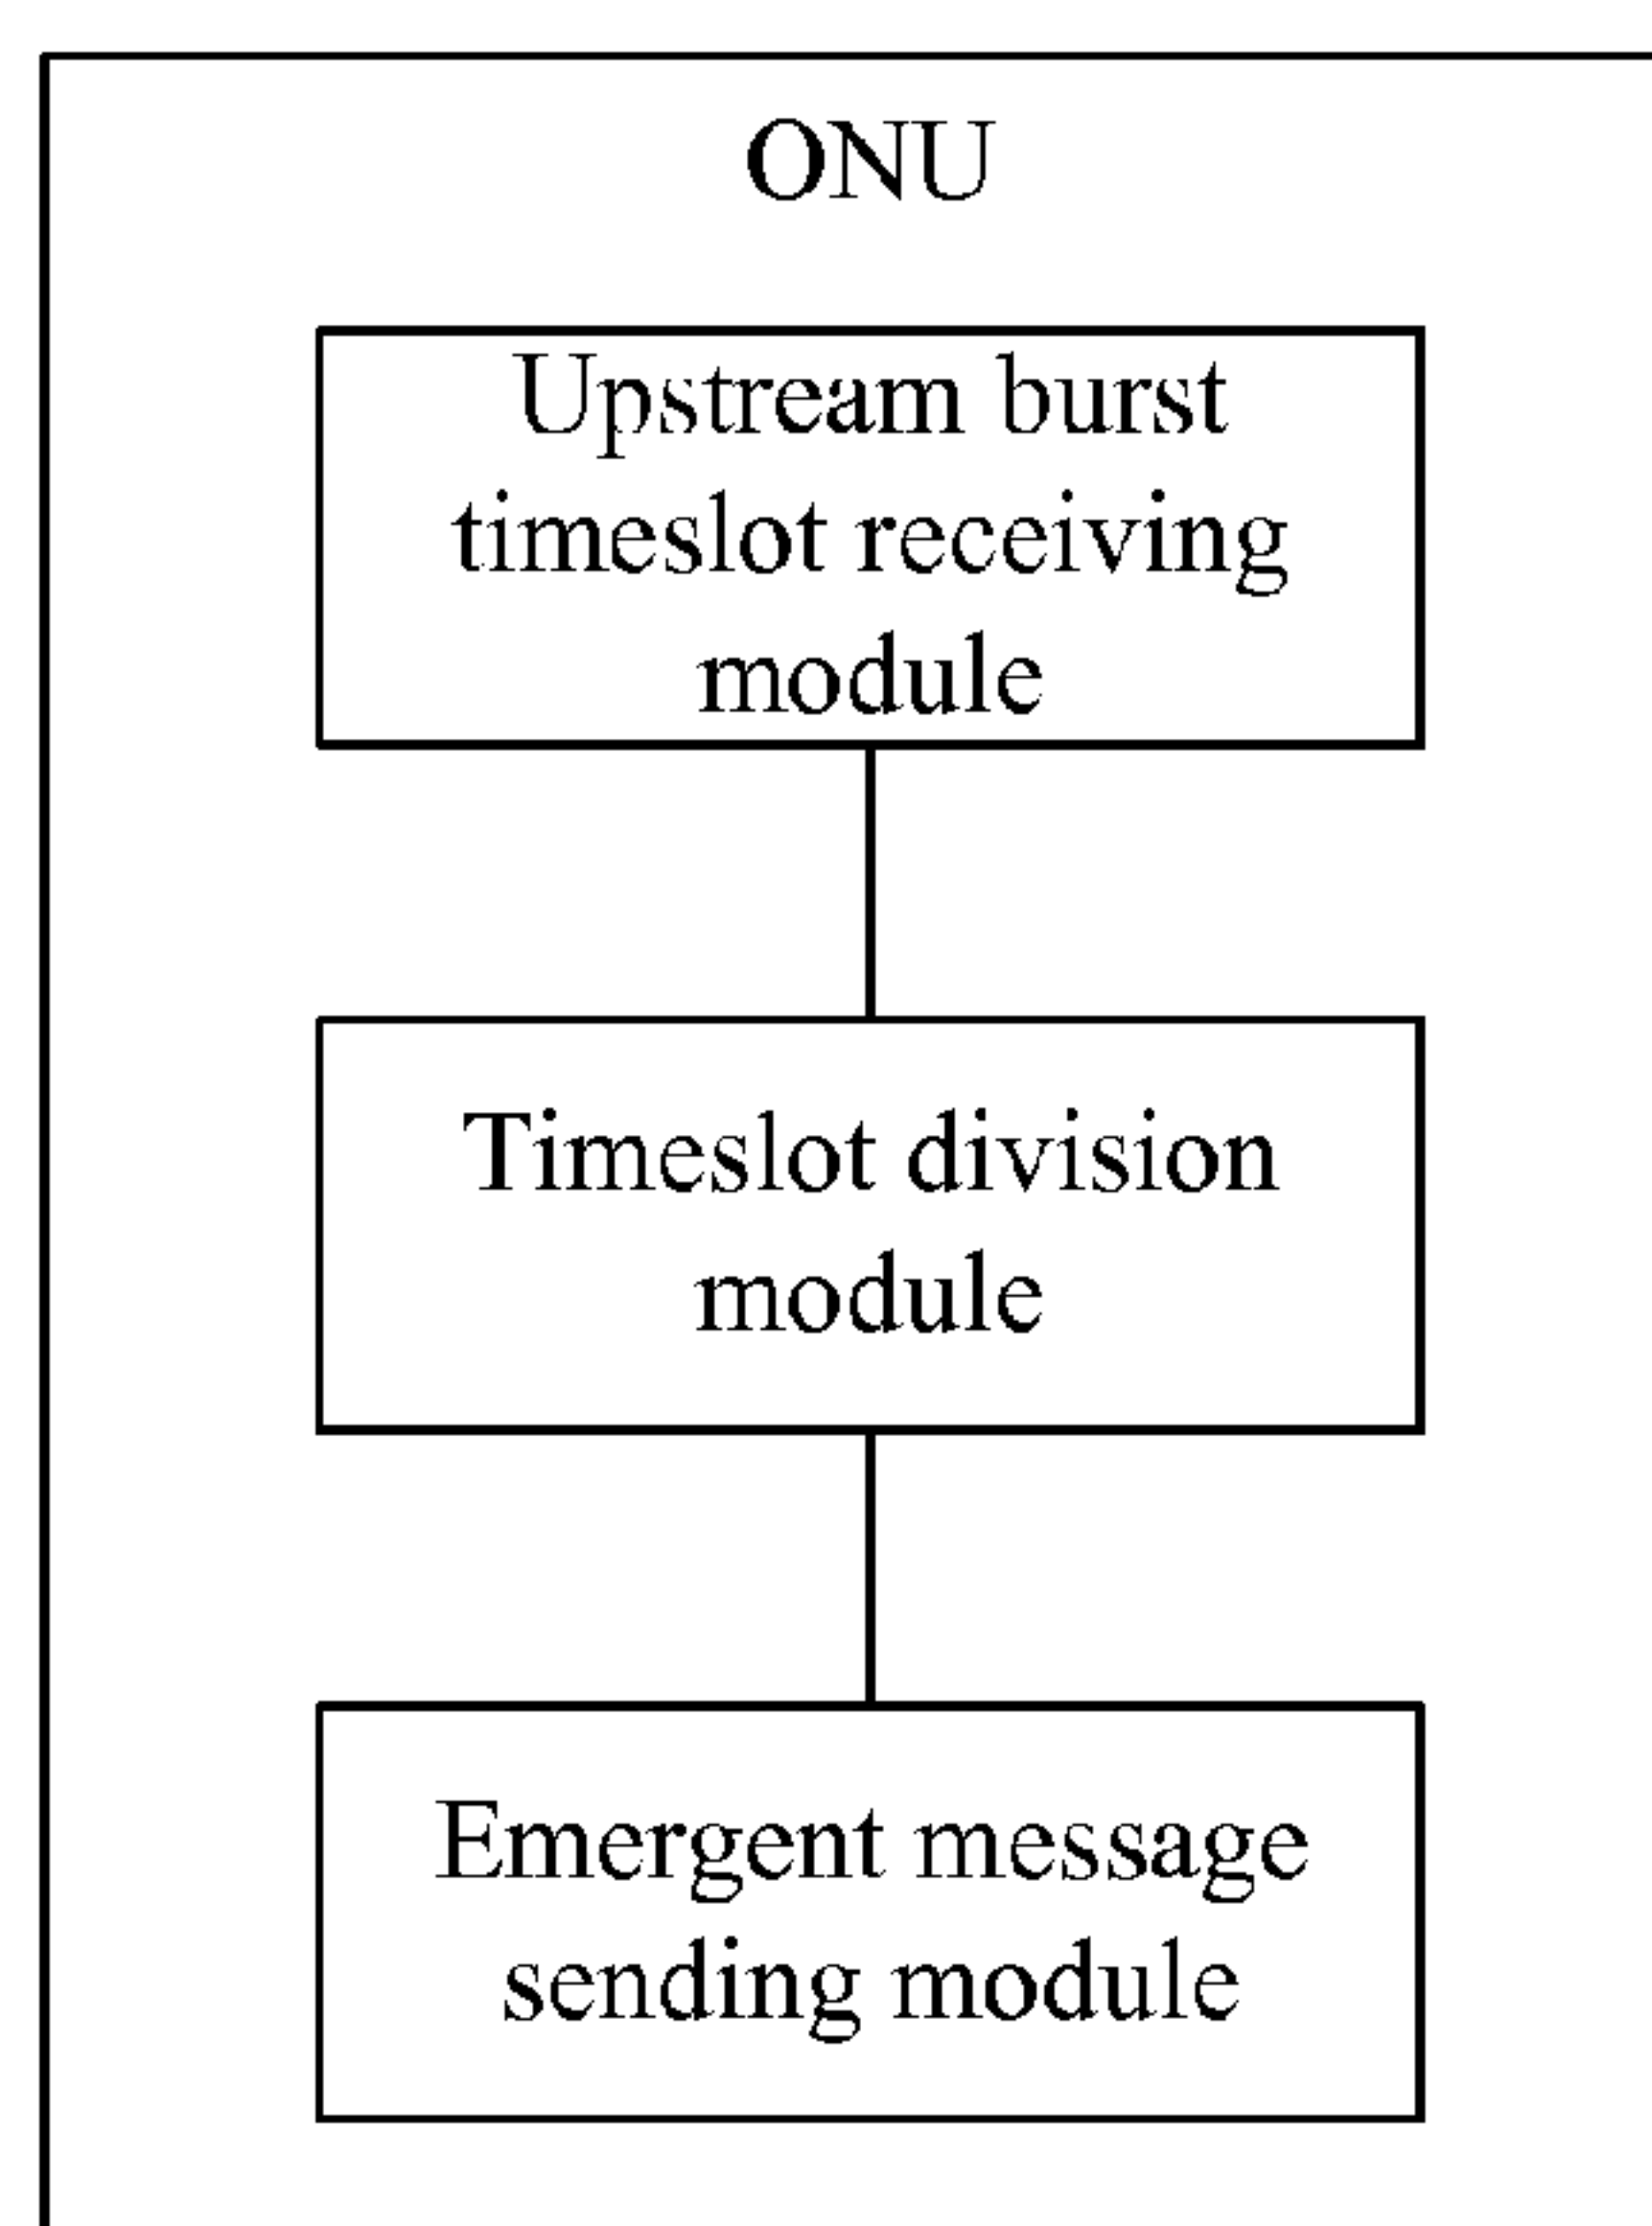 ONU
Upstream burst
timeslot receiving
module
Timeslot division
module
Emergent message
sending module